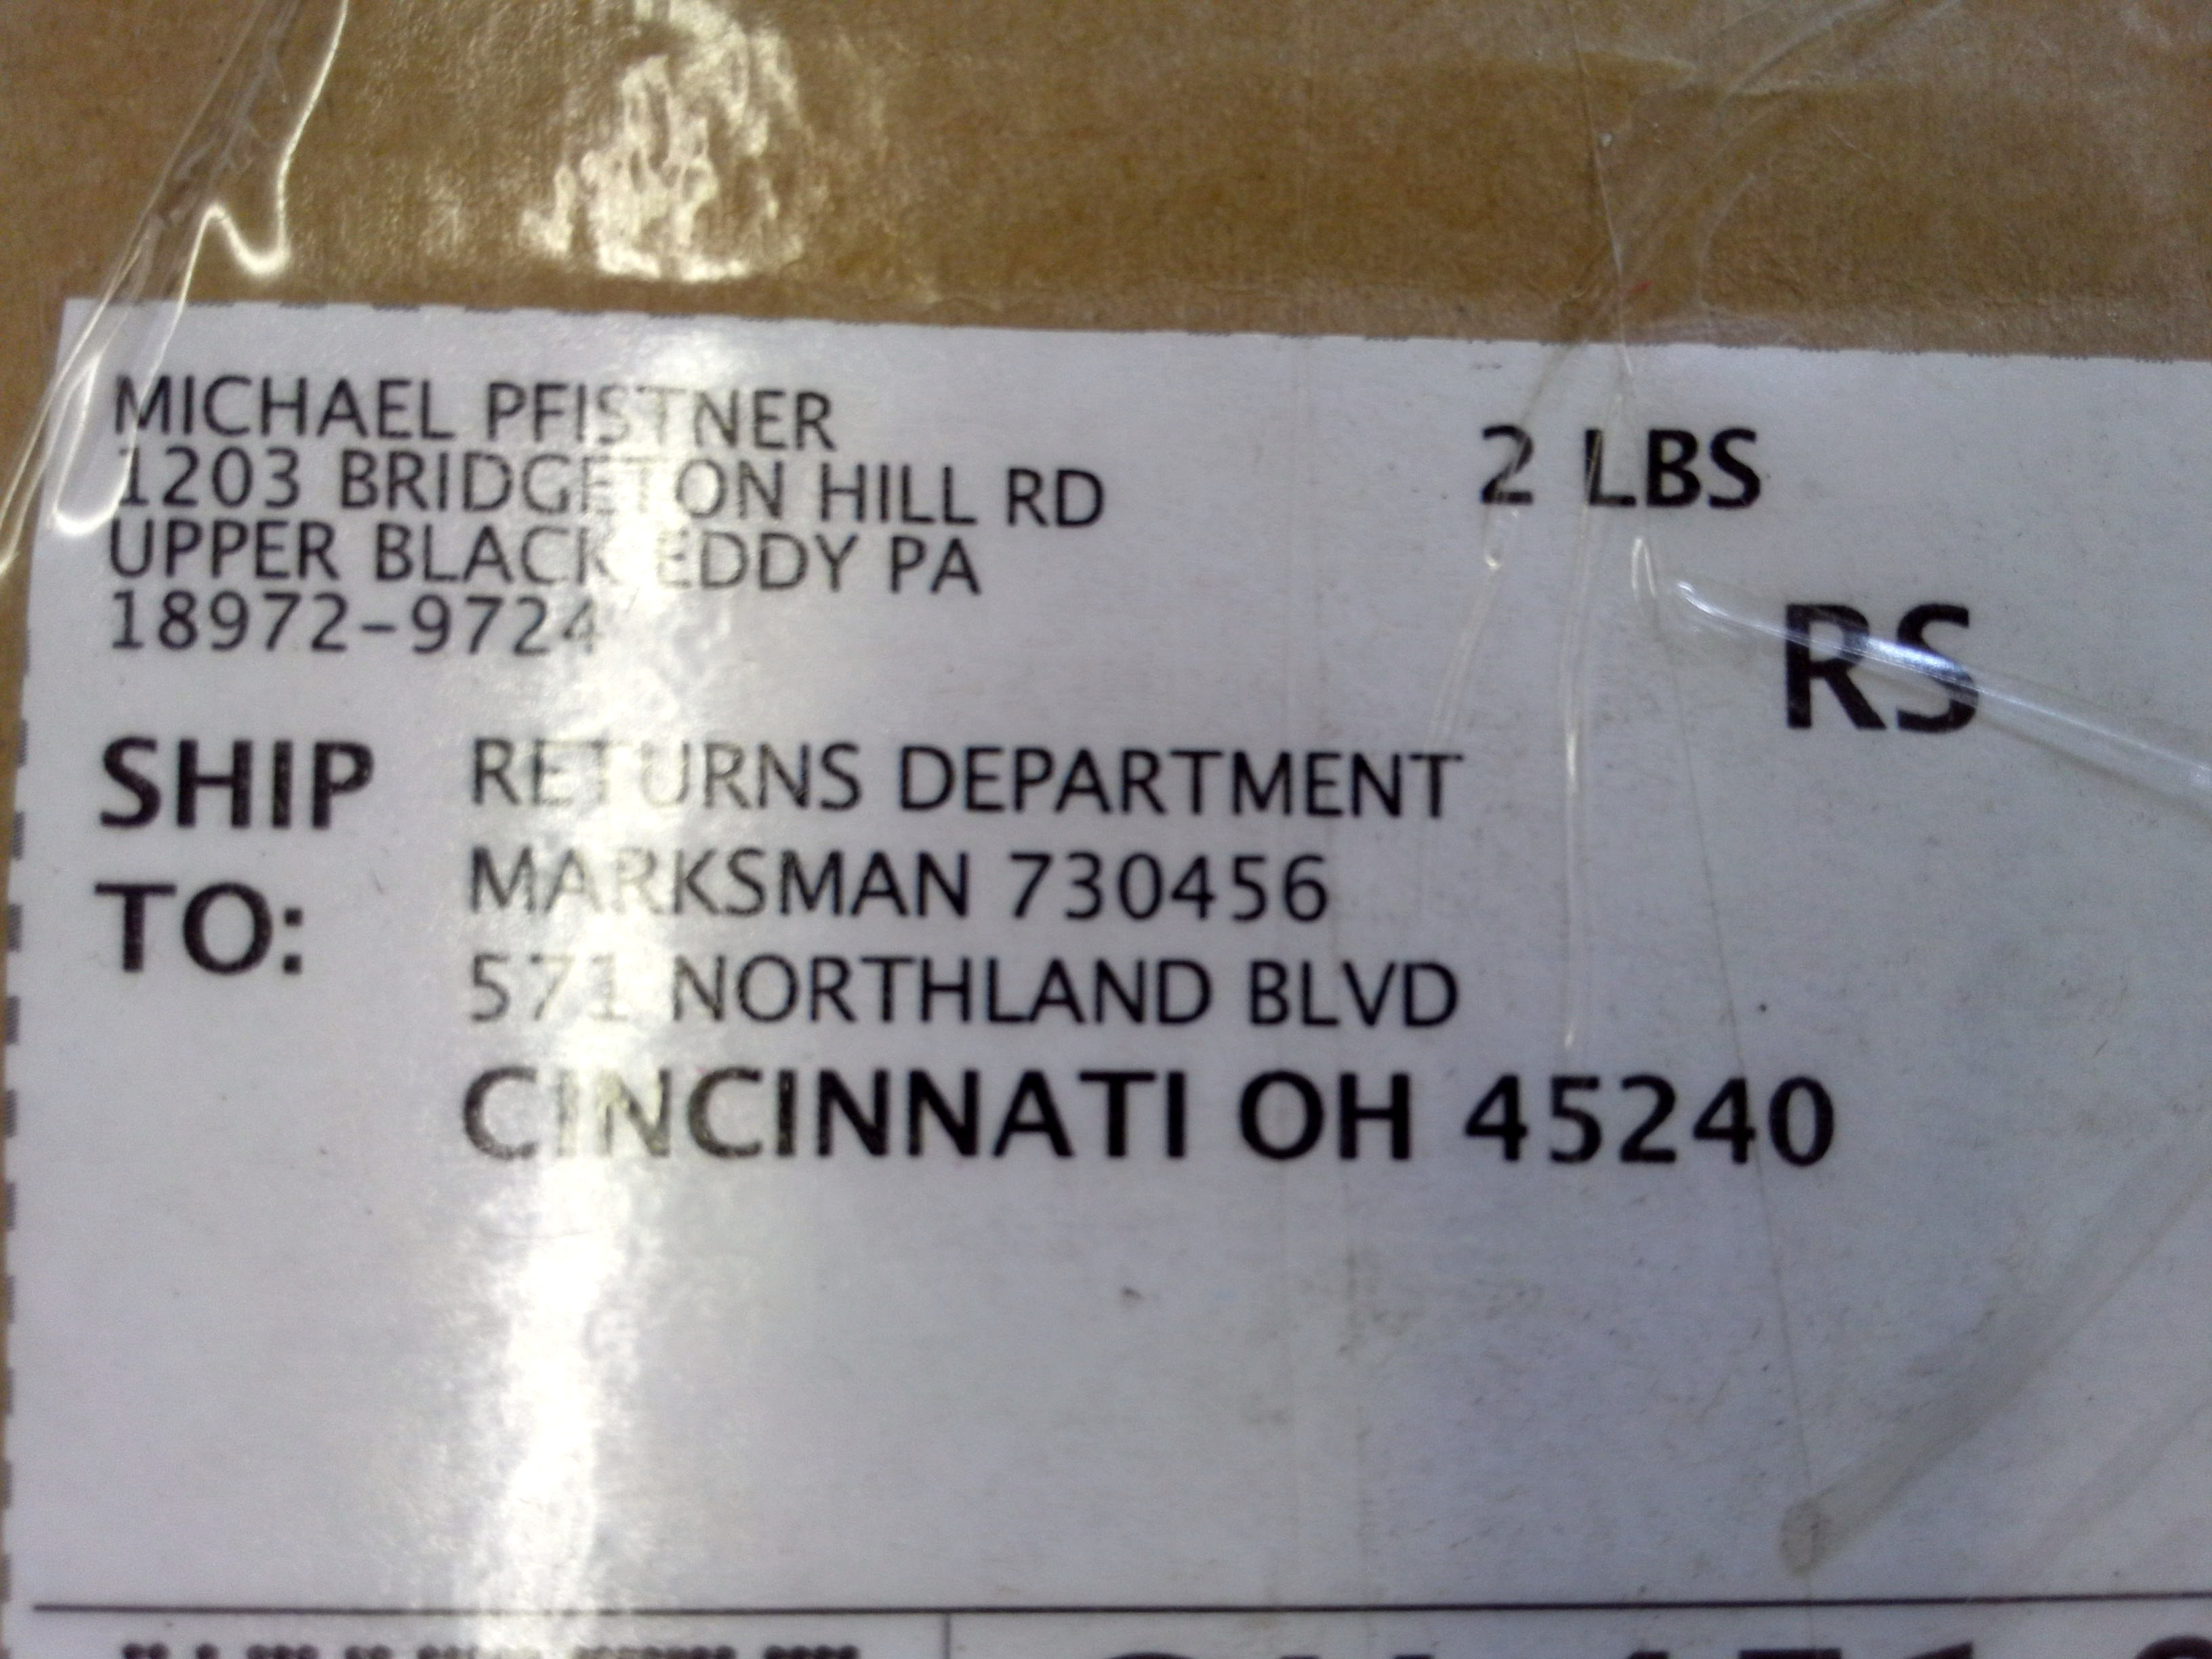 MICHAEL PFISTNER
1203 BRIDGETON HILL RD
UPPER BLACK EDDY PA
18972-9724
2 LBS
RS
SHIP TO:
RETURNS DEPARTMENT
MARKSMAN 730456
571 NORTHLAND BLVD
CINCINNATI OH 45240